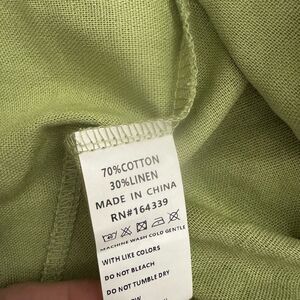 70%COTTON
30%LINEN
MADE IN CHINA
RN#164339
MACHINE WASH COLD GENTLE
WITH LIKE COLORS
DO NOT BLEACH
DO NOT TUMBLE DRY